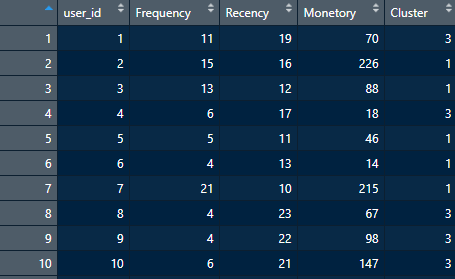 user_id Frequency Recency Monetory Cluster
1 1 11 19 70 3
2 2 15 16 226 1
3 3 13 12 88 1
4 4 6 17 18 3
5 5 5 11 46 1
6 6 4 13 14 1
7 7 21 10 215 1
8 8 4 23 67 3
9 9 4 22 98 3
10 10 6 21 147 3